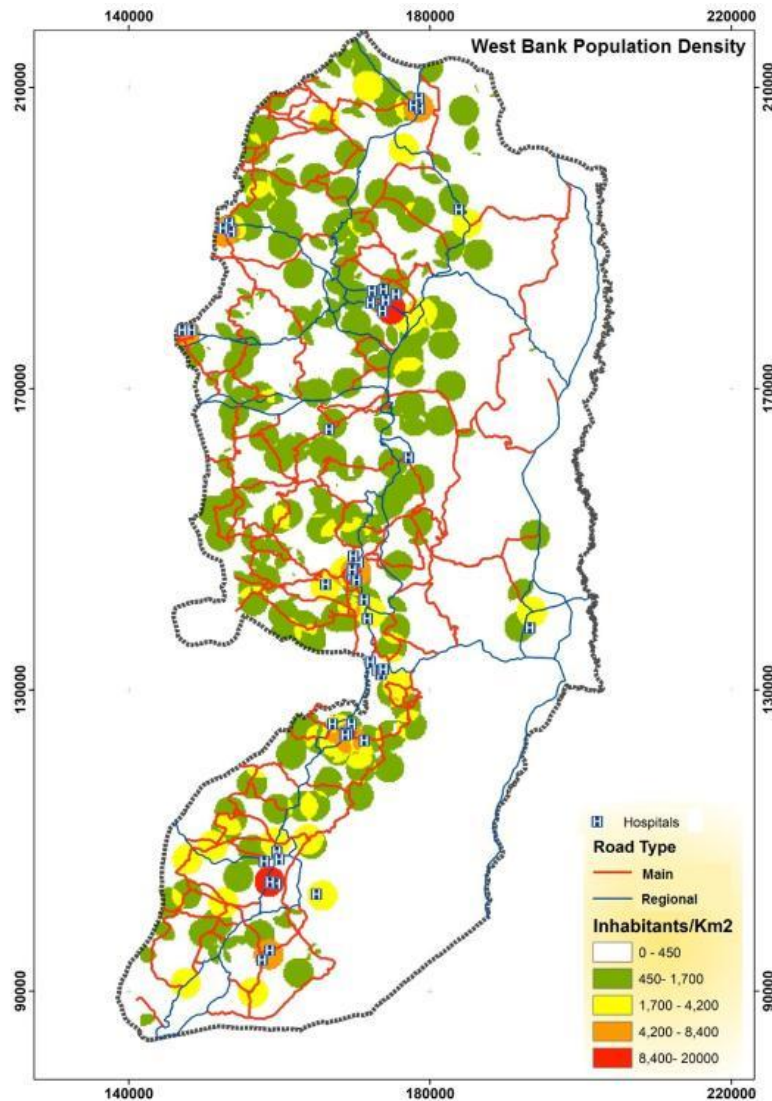 140000 180000 220000
West Bank Population Density
210000 210000
170000 170000
130000 130000
90000 90000
H Hospitals
Road Type
Main
Regional
Inhabitants/Km2
0 - 450
450- 1,700
1,700 - 4,200
4,200 - 8,400
8,400- 20000
140000 180000 220000